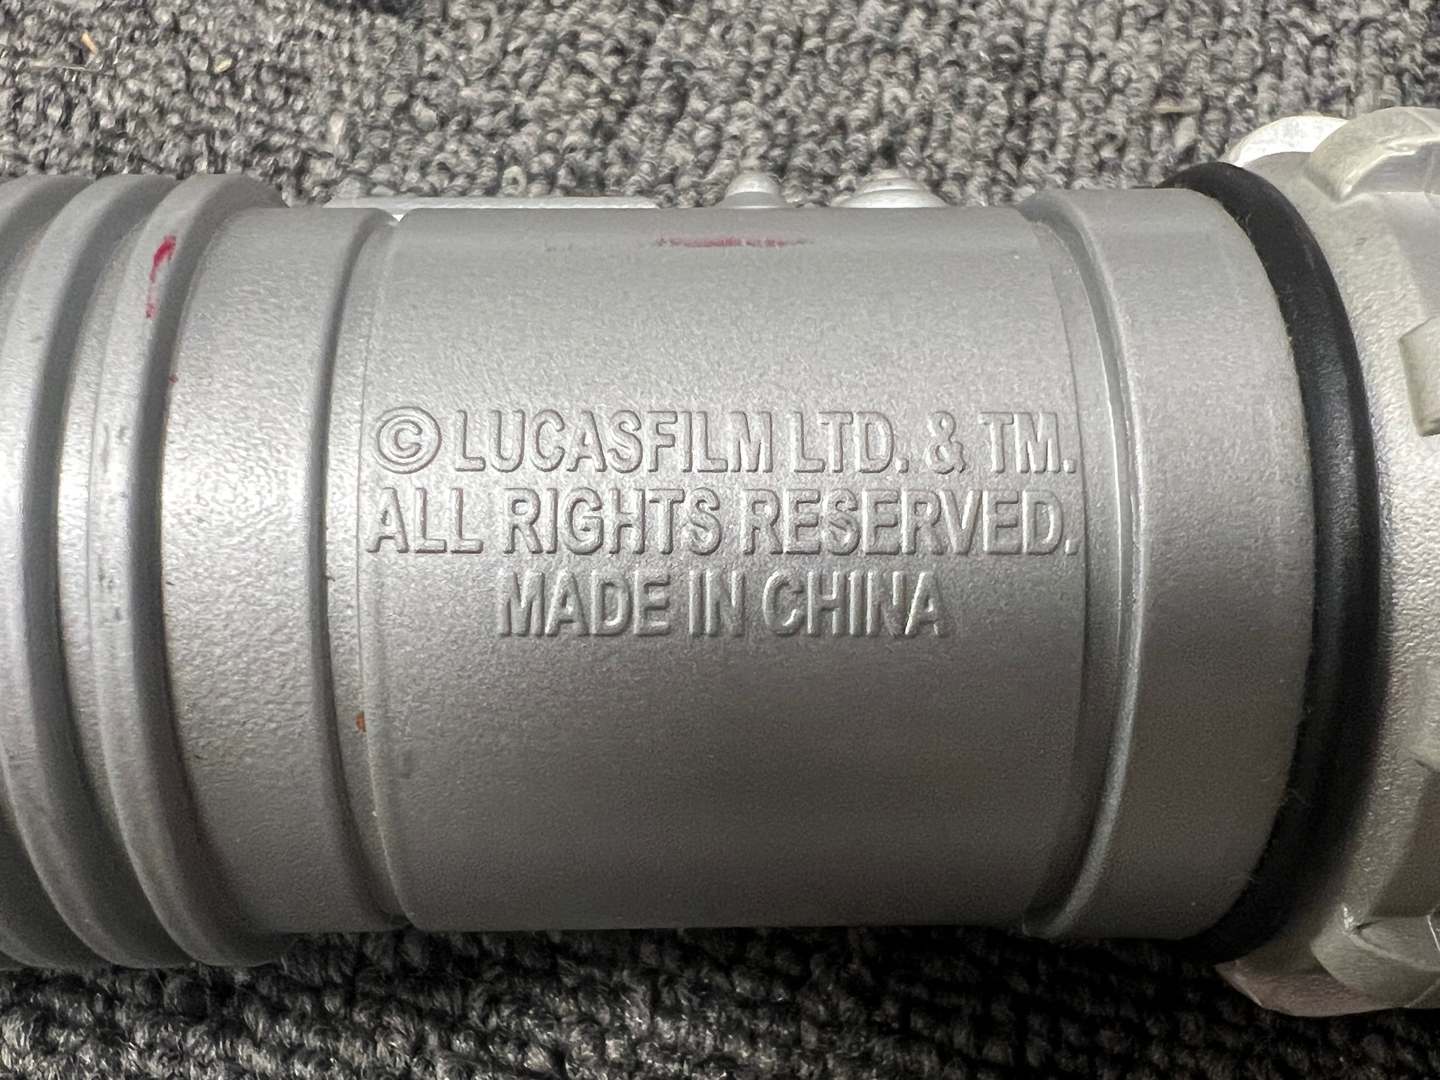 © LUCASFILM LTD. & TM.
ALL RIGHTS RESERVED.
MADE IN CHINA